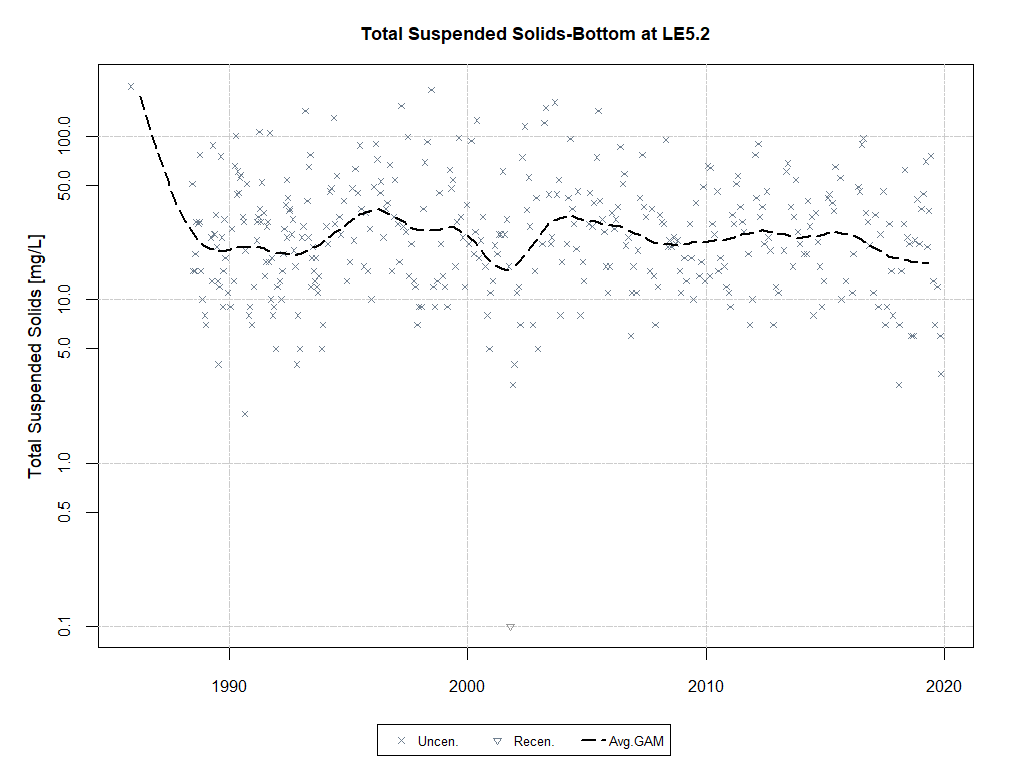 Total Suspended Solids-Bottom at LE5.2
Total Suspended Solids [mg/L]
100.0
50.0
10.0
5.0
1.0
0.5
0.1
1990 2000 2010 2020
Uncen. Recen. Avg.GAM